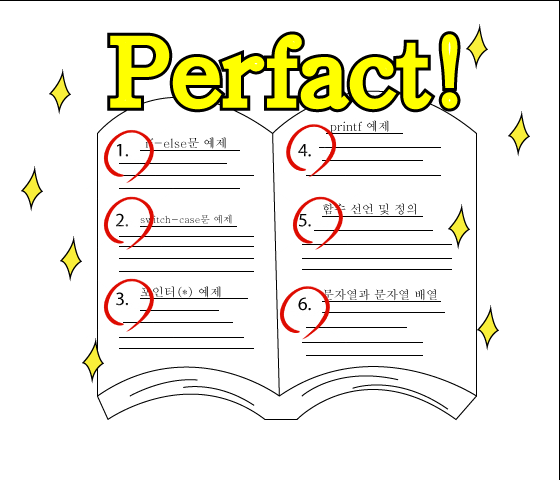 Perfact!
1. if-else문 예제
2. switch-case문 예제
3. 포인터(*) 예제
4. printf 예제
5. 함수 선언 및 정의
6. 문자열과 문자열 배열